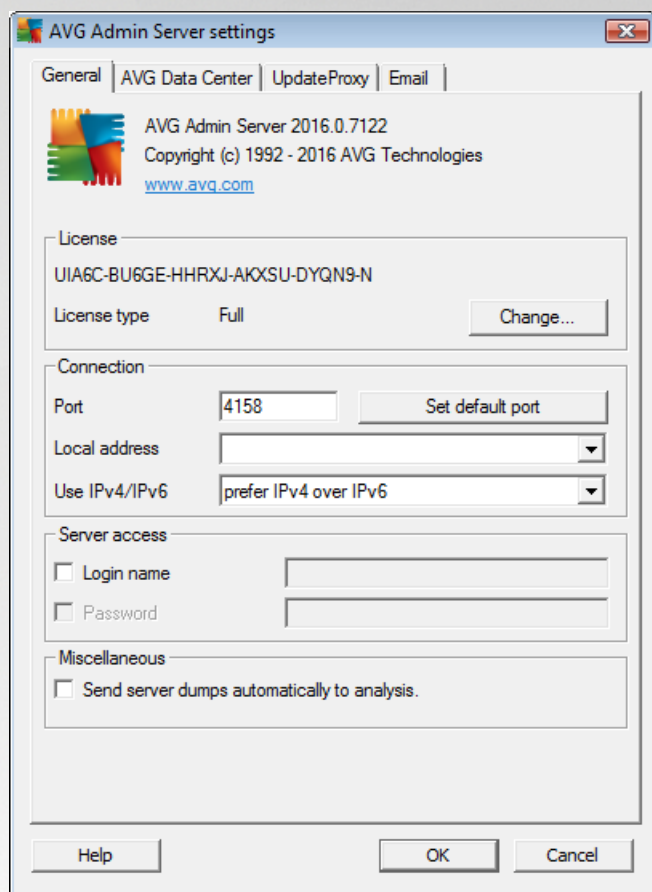 AVG Admin Server settings
General AVG Data Center UpdateProxy Email
AVG Admin Server 2016.0.7122
Copyright (c) 1992 - 2016 AVG Technologies
www.avg.com
License
UIA6C-BU6GE-HHRXJ-AKXSU-DYQN9-N
License type Full Change...
Connection
Port 4158 Set default port
Local address
Use IPv4/IPv6 prefer IPv4 over IPv6
Server access
Login name
Password
Miscellaneous
Send server dumps automatically to analysis.
Help OK Cancel